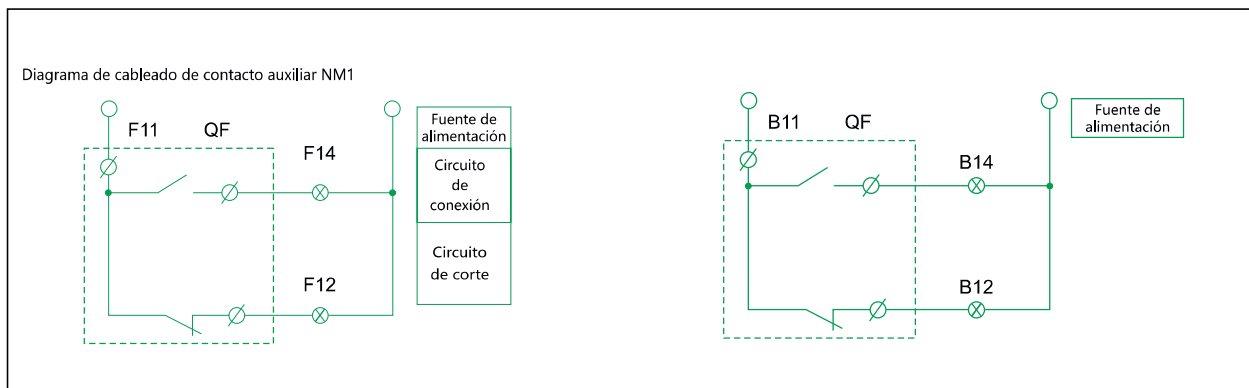 Diagrama de cableado de contacto auxiliar NM1
F11
QF
F14
F12
Fuente de
alimentación
Circuito
de
conexión
Circuito
de corte
B11
QF
B14
B12
Fuente de
alimentación